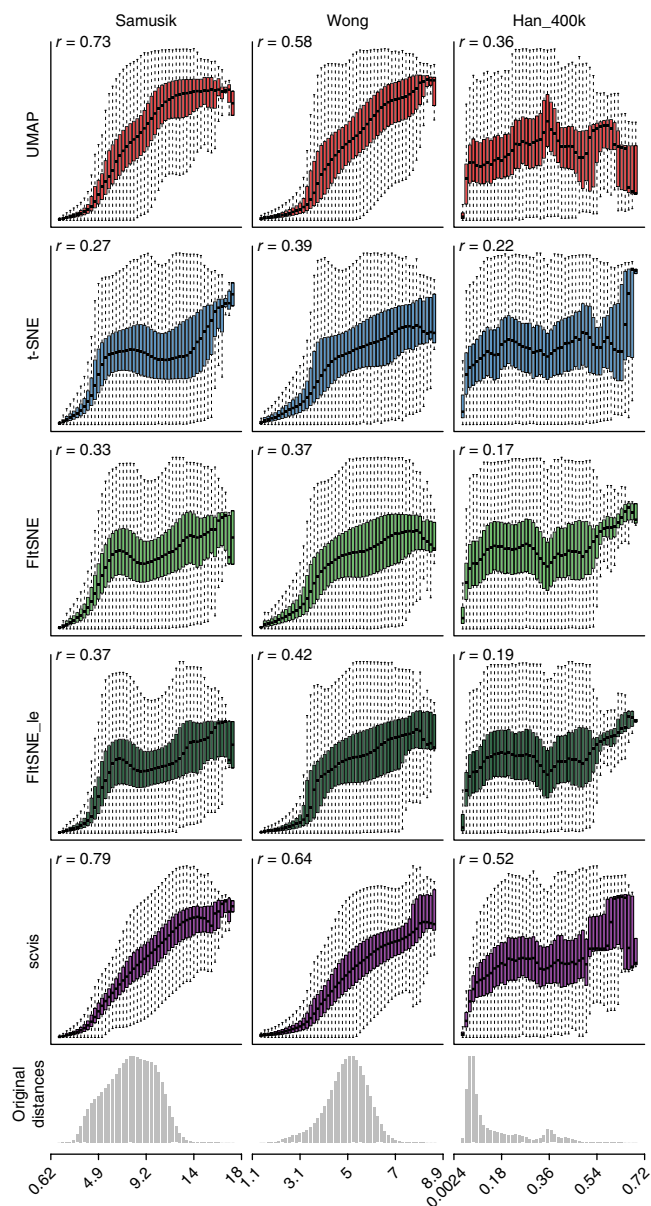 Samusik Wong Han_400k
UMAP
r = 0.73 r = 0.58 r = 0.36
t-SNE
r = 0.27 r = 0.39 r = 0.22
FItSNE
r = 0.33 r = 0.37 r = 0.17
FItSNE_le
r = 0.37 r = 0.42 r = 0.19
scvis
r = 0.79 r = 0.64 r = 0.52
Original
distances
0.62 4.9 9.2 14 18 1.1 3.1 5 7 8.9 0.0024 0.18 0.36 0.54 0.72